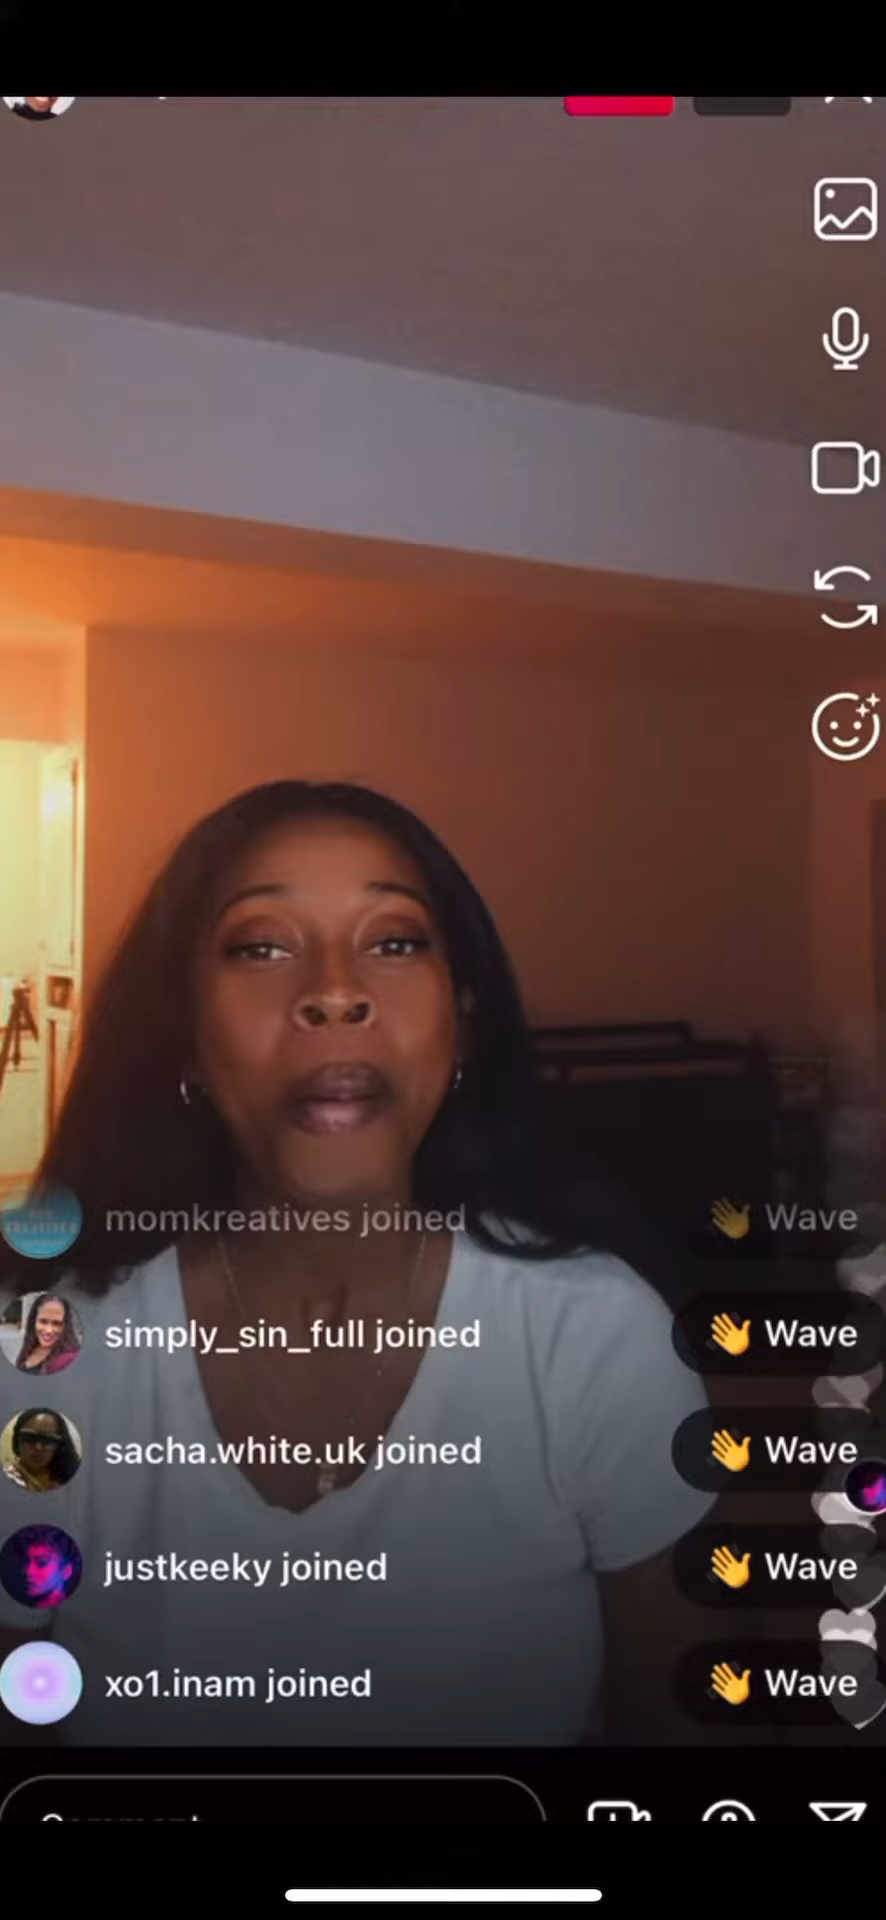 momkreatives joined
👋 Wave
simply_sin_full joined
👋 Wave
sacha.white.uk joined
👋 Wave
justkeeky joined
👋 Wave
xo1.inam joined
👋 Wave